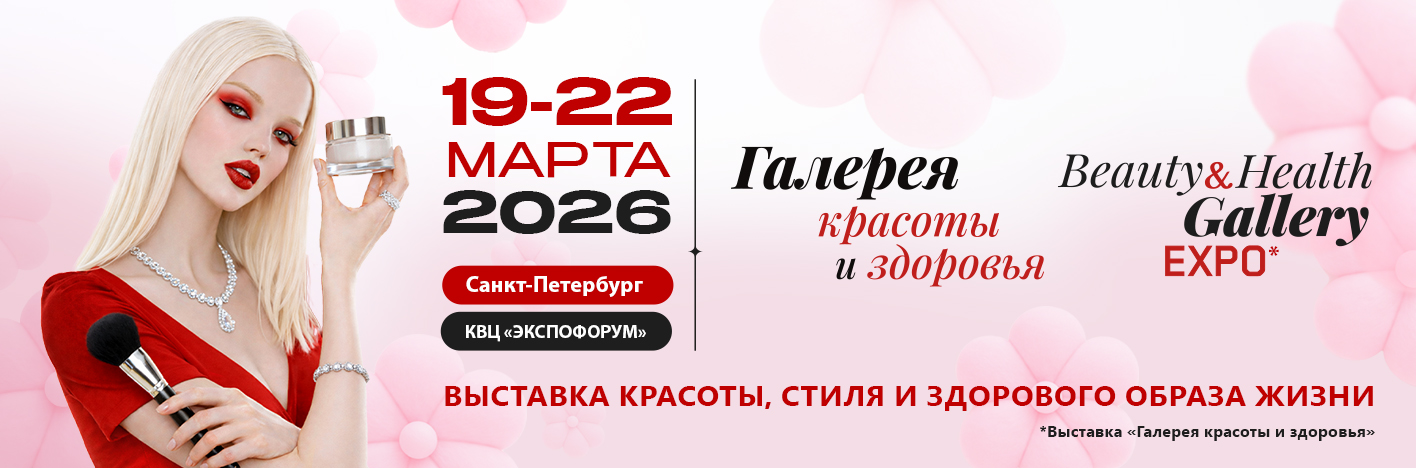 19-22
МАРТА
2026
Санкт-Петербург
КВЦ «ЭКСПОФОРУМ»
Галерея
красоты
и здоровья
Beauty&Health
Gallery
EXPO*
ВЫСТАВКА КРАСОТЫ, СТИЛЯ И ЗДОРОВОГО ОБРАЗА ЖИЗНИ
*Выставка «Галерея красоты и здоровья»